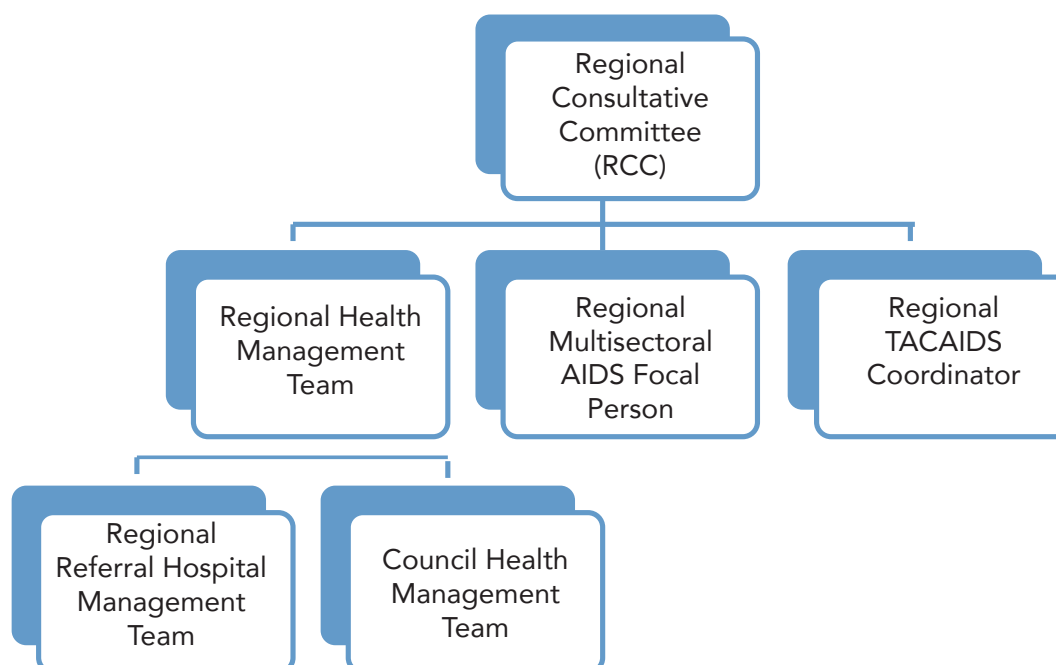 Regional
Consultative
Committee
(RCC)
Regional Health
Management
Team
Regional
Multisectoral
AIDS Focal
Person
Regional
TACAIDS
Coordinator
Regional
Referral Hospital
Management
Team
Council Health
Management
Team